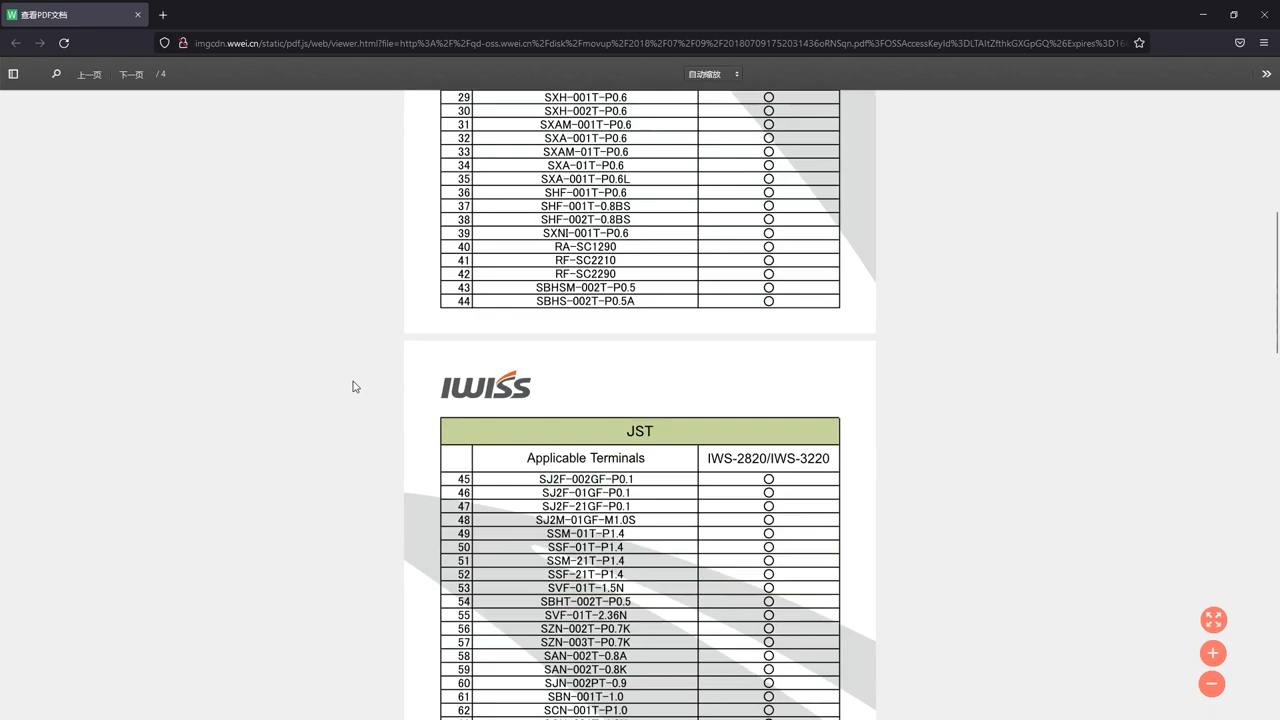 查看PDF文档
imgcdn.wwei.cn/static/pdf.js/web/viewer.html?file=http%3A%2F%2Fqd-oss.wwei.cn%2Fdisk%2Fmovup%2F2018%2F07%2F09%2F201807091752031436oRNSqn.pdf%3FOSSAccessKeyId%3DLTAItZfthkGXGpGQ%26Expires%3D16
上一页 下一页 / 4 自动缩放
29 SXH-001T-P0.6 ○
30 SXH-002T-P0.6 ○
31 SXAM-001T-P0.6 ○
32 SXA-001T-P0.6 ○
33 SXAM-01T-P0.6 ○
34 SXA-01T-P0.6 ○
35 SXA-001T-P0.6L ○
36 SHF-001T-P0.6 ○
37 SHF-001T-0.8BS ○
38 SHF-002T-0.8BS ○
39 SXNI-001T-P0.6 ○
40 RA-SC1290 ○
41 RF-SC2210 ○
42 RF-SC2290 ○
43 SBHSM-002T-P0.5 ○
44 SBHS-002T-P0.5A ○
IWISS
JST
Applicable Terminals IWS-2820/IWS-3220
45 SJ2F-002GF-P0.1 ○
46 SJ2F-01GF-P0.1 ○
47 SJ2F-21GF-P0.1 ○
48 SJ2M-01GF-M1.0S ○
49 SSM-01T-P1.4 ○
50 SSF-01T-P1.4 ○
51 SSM-21T-P1.4 ○
52 SSF-21T-P1.4 ○
53 SVF-01T-1.5N ○
54 SBHT-002T-P0.5 ○
55 SVF-01T-2.36N ○
56 SZN-002T-P0.7K ○
57 SZN-003T-P0.7K ○
58 SAN-002T-0.8A ○
59 SAN-002T-0.8K ○
60 SJN-002PT-0.9 ○
61 SBN-001T-1.0 ○
62 SCN-001T-P1.0 ○